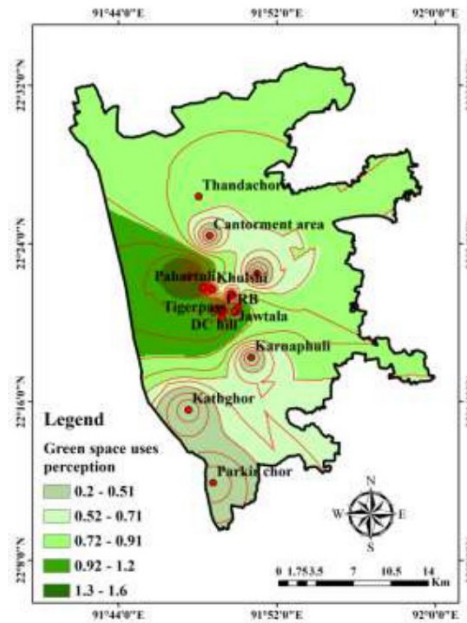 91°44'0"E 91°52'0"E 92°0'0"E
22°32'0"N
22°24'0"N
22°16'0"N
22°8'0"N
Thandachori
Cantorment area
Pahartali Khulshi
Tigerpass CRB
Jawtala
DC hill
Karnaphuli
Kathghor
Parkir chor
Legend
Green space uses
perception
0.2 - 0.51
0.52 - 0.71
0.72 - 0.91
0.92 - 1.2
1.3 - 1.6
N
W E
S
0 1.75 3.5 7 10.5 14
Km
91°44'0"E 91°52'0"E 92°0'0"E